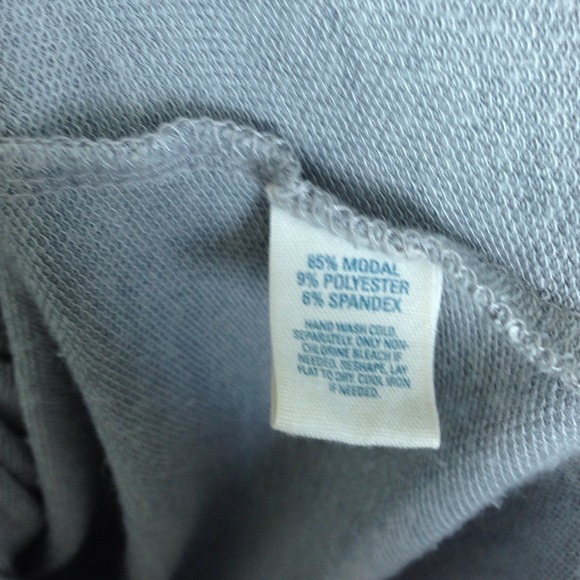 85% MODAL
9% POLYESTER
6% SPANDEX
HAND WASH COLD,
SEPARATELY, ONLY NON-
CHLORINE BLEACH IF
NEEDED. RESHAPE, LAY
FLAT TO DRY. COOL IRON
IF NEEDED.